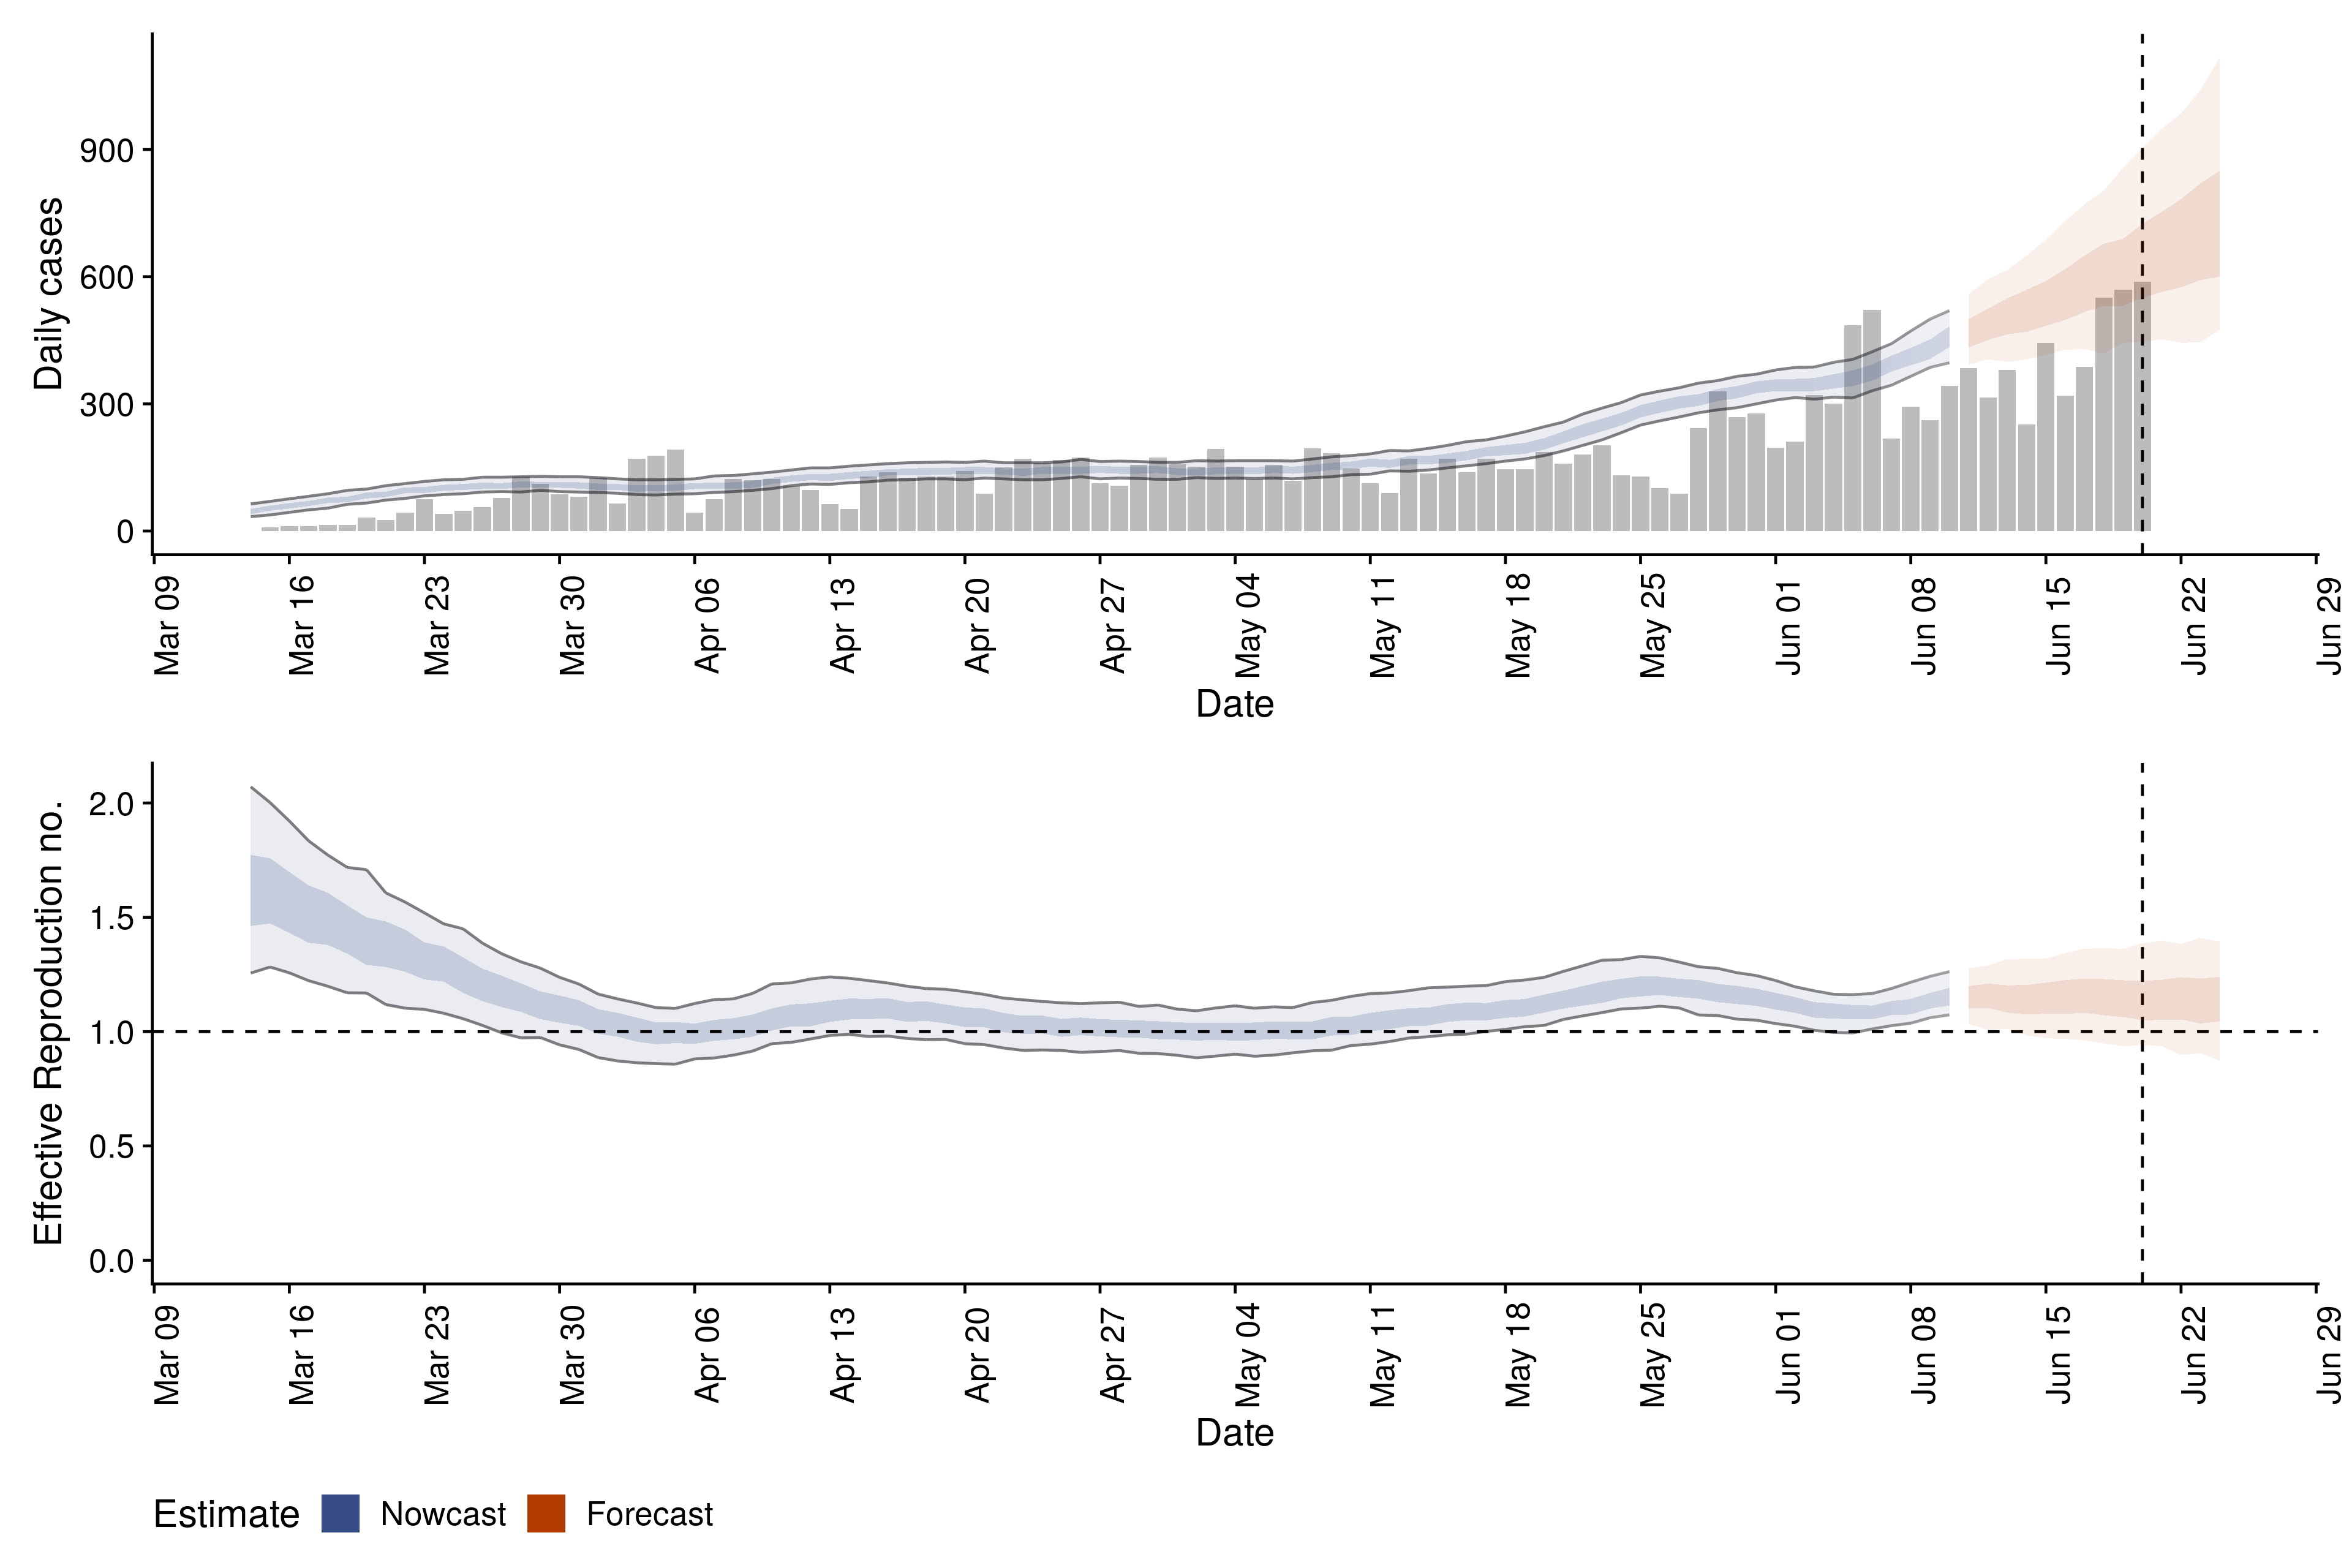 Daily cases
900
600
300
0
Mar 09 Mar 16 Mar 23 Mar 30 Apr 06 Apr 13 Apr 20 Apr 27 May 04 May 11 May 18 May 25 Jun 01 Jun 08 Jun 15 Jun 22 Jun 29
Date
Effective Reproduction no.
2.0
1.5
1.0
0.5
0.0
Mar 09 Mar 16 Mar 23 Mar 30 Apr 06 Apr 13 Apr 20 Apr 27 May 04 May 11 May 18 May 25 Jun 01 Jun 08 Jun 15 Jun 22 Jun 29
Date
Estimate Nowcast Forecast